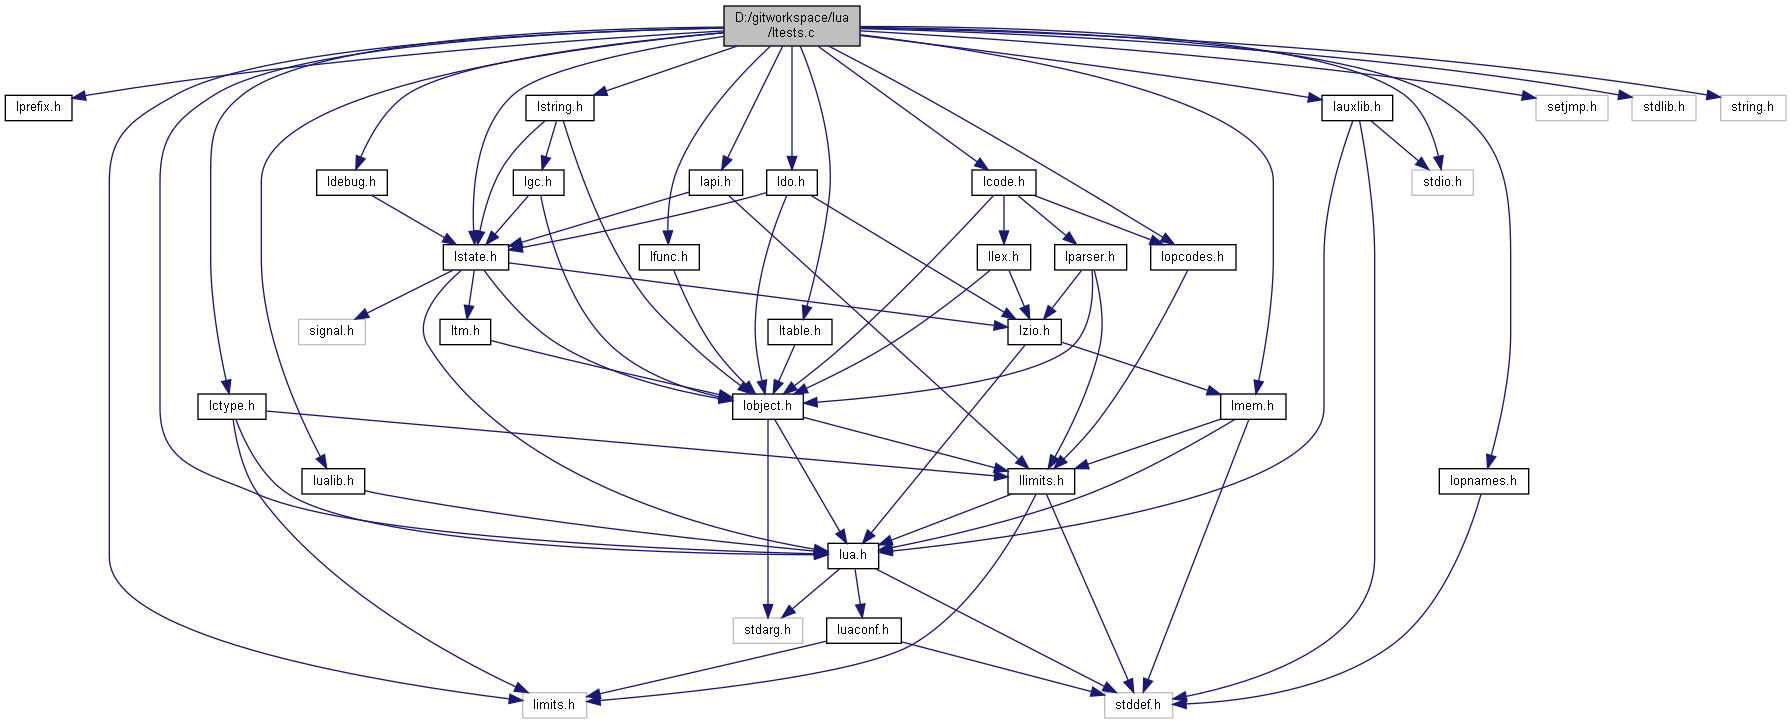 D:/gitworkspace/lua
/ltests.c
lprefix.h
lstring.h
lauxlib.h
setjmp.h
stdlib.h
string.h
ldebug.h
lgc.h
lapi.h
ldo.h
lcode.h
stdio.h
lstate.h
lfunc.h
llex.h
lparser.h
lopcodes.h
signal.h
ltm.h
ltable.h
lzio.h
lctype.h
lobject.h
lmem.h
lualib.h
llimits.h
lopnames.h
lua.h
stdarg.h
luaconf.h
limits.h
stddef.h